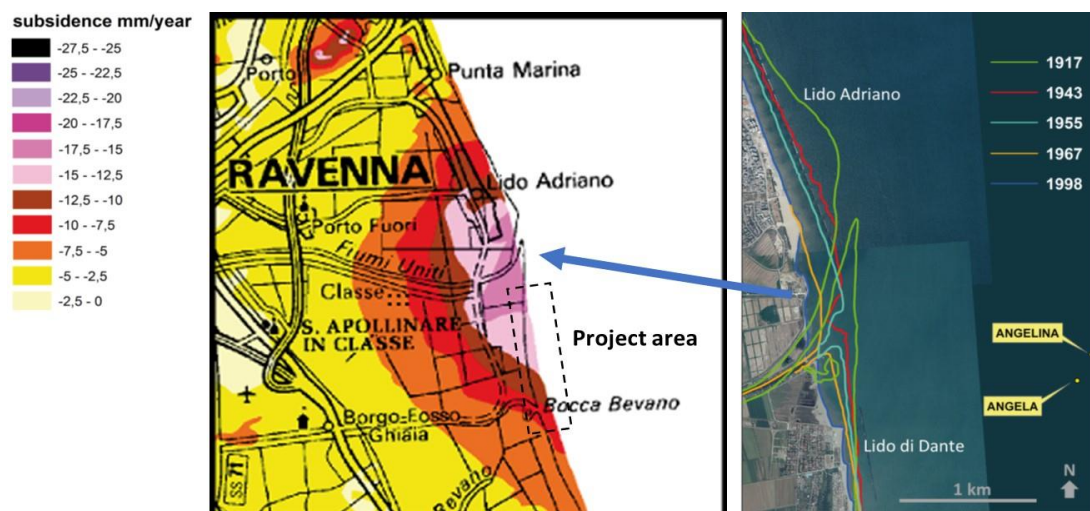 subsidence mm/year
-27,5 - -25
-25 - -22,5
-22,5 - -20
-20 - -17,5
-17,5 - -15
-15 - -12,5
-12,5 - -10
-10 - -7,5
-7,5 - -5
-5 - -2,5
-2,5 - 0
Porto
Punta Marina
RAVENNA
Lido Adriano
Porto Fuori
Fiumi Uniti
Classe
S. APOLLINARE
IN CLASSE
Project area
Bocca Bevano
Borgo-Fosso
Ghiaia
Bevano
SS 71
Lido Adriano
1917
1943
1955
1967
1998
ANGELINA
ANGELA
Lido di Dante
N
1 km